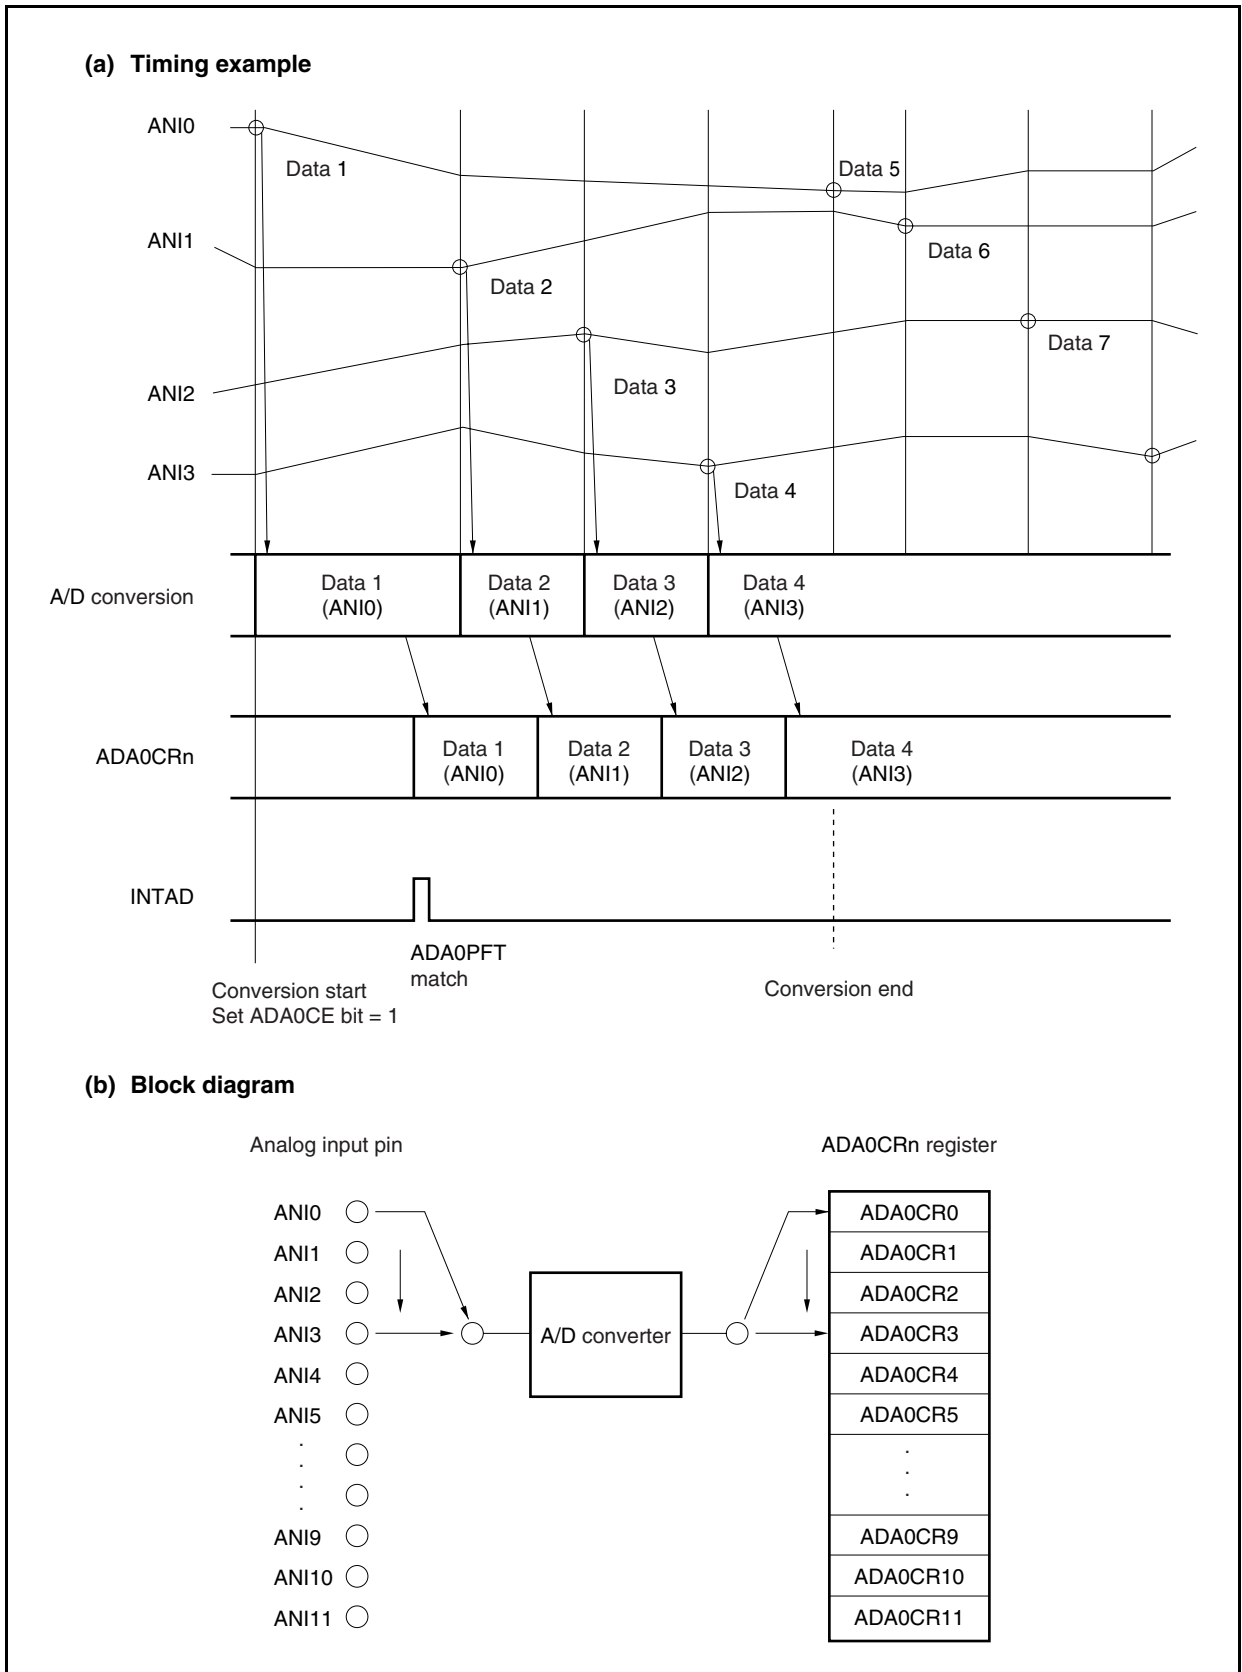 (a) Timing example
ANI0
Data 1
Data 5
ANI1
Data 6
Data 2
Data 7
ANI2
Data 3
ANI3
Data 4
A/D conversion
Data 1
(ANI0)
Data 2
(ANI1)
Data 3
(ANI2)
Data 4
(ANI3)
ADA0CRn
Data 1
(ANI0)
Data 2
(ANI1)
Data 3
(ANI2)
Data 4
(ANI3)
INTAD
ADA0PFT
match
Conversion start
Set ADA0CE bit = 1
Conversion end
(b) Block diagram
Analog input pin
ADA0CRn register
ANI0
ANI1
ANI2
ANI3
ANI4
ANI5
.
.
.
.
ANI9
ANI10
ANI11
A/D converter
ADA0CR0
ADA0CR1
ADA0CR2
ADA0CR3
ADA0CR4
ADA0CR5
.
.
.
ADA0CR9
ADA0CR10
ADA0CR11